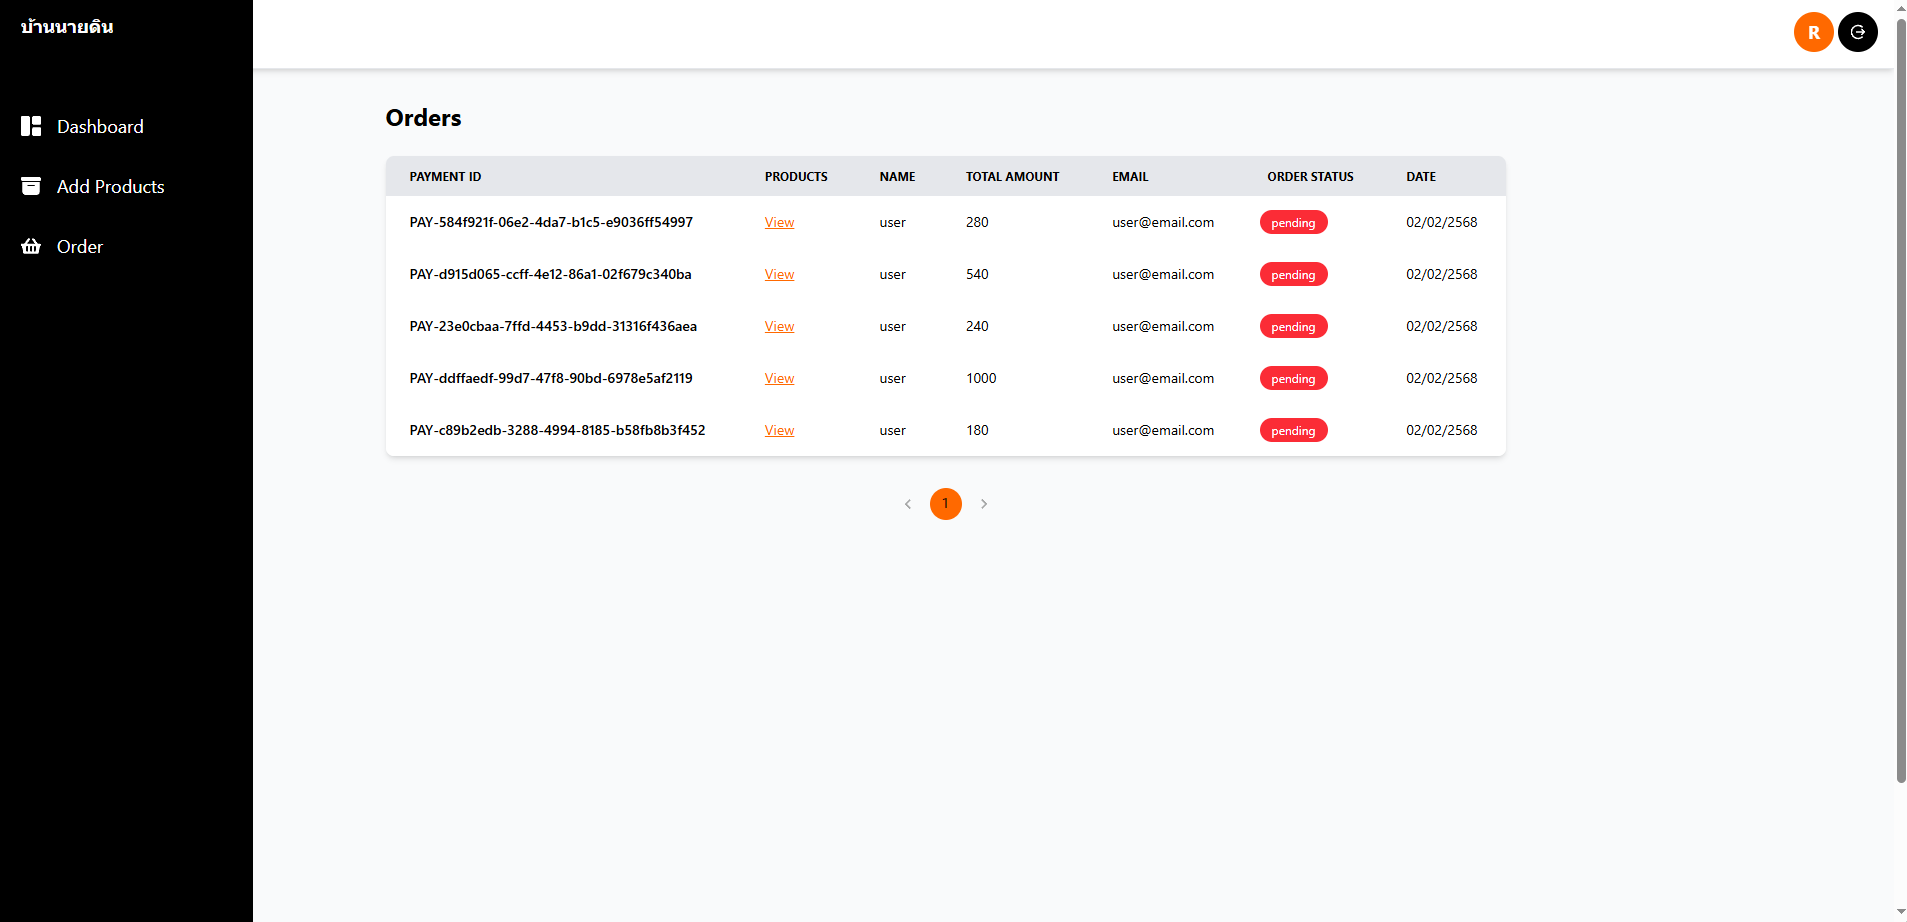 บ้านนายดิน
R
Dashboard
Add Products
Order
Orders
PAYMENT ID PRODUCTS NAME TOTAL AMOUNT EMAIL ORDER STATUS DATE
PAY-584f921f-06e2-4da7-b1c5-e9036ff54997 View user 280 user@email.com pending 02/02/2568
PAY-d915d065-ccff-4e12-86a1-02f679c340ba View user 540 user@email.com pending 02/02/2568
PAY-23e0cbaa-7ffd-4453-b9dd-31316f436aea View user 240 user@email.com pending 02/02/2568
PAY-ddffaedf-99d7-47f8-90bd-6978e5af2119 View user 1000 user@email.com pending 02/02/2568
PAY-c89b2edb-3288-4994-8185-b58fb8b3f452 View user 180 user@email.com pending 02/02/2568
1